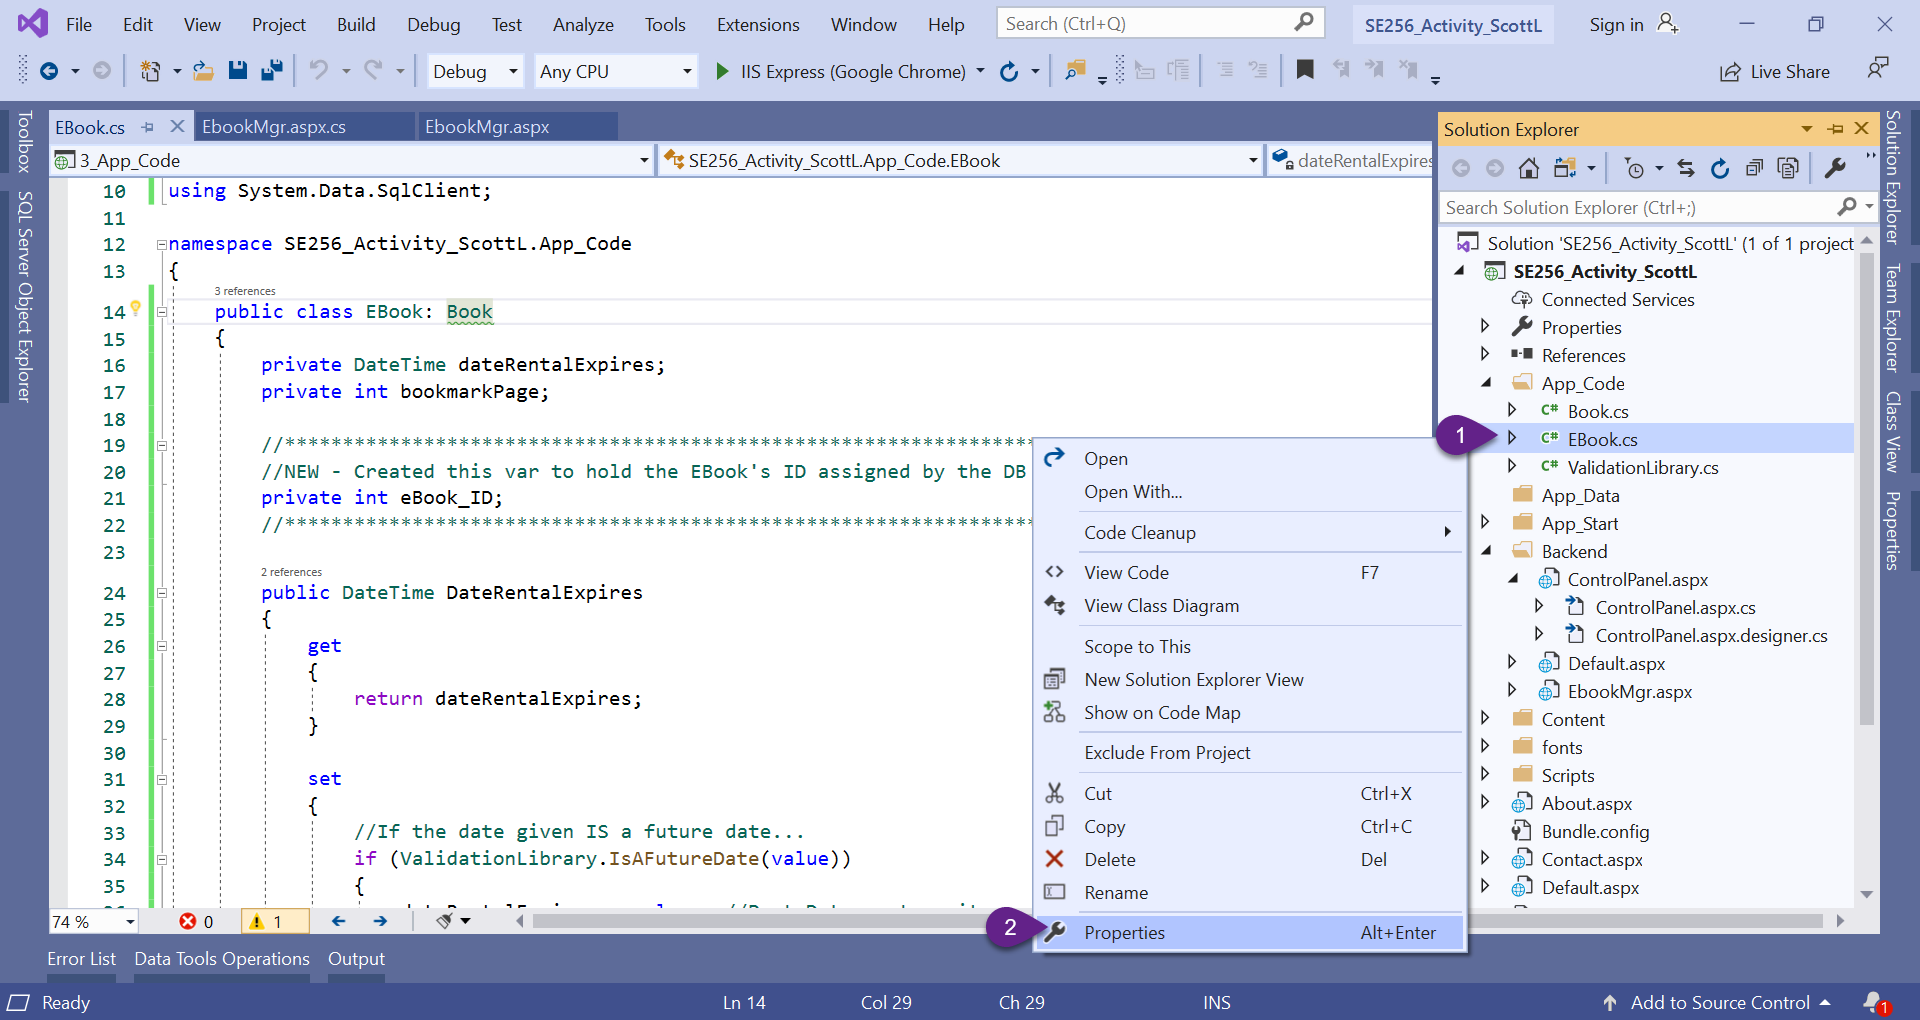 File Edit View Project Build Debug Test Analyze Tools Extensions Window Help Search (Ctrl+Q) SE256_Activity_ScottL Sign in
Debug Any CPU IIS Express (Google Chrome) Live Share
Toolbox
SQL Server Object Explorer
EBook.cs EbookMgr.aspx.cs EbookMgr.aspx
3_App_Code SE256_Activity_ScottL.App_Code.EBook dateRentalExpires
10 using System.Data.SqlClient;
11
12 namespace SE256_Activity_ScottL.App_Code
13 {
3 references
14 public class EBook: Book
15 {
16 private DateTime dateRentalExpires;
17 private int bookmarkPage;
18
19 //*****************************************************************
20 //NEW - Created this var to hold the EBook's ID assigned by the DB
21 private int eBook_ID;
22 //*****************************************************************
23
2 references
24 public DateTime DateRentalExpires
25 {
26 get
27 {
28 return dateRentalExpires;
29 }
30
31 set
32 {
33 //If the date given IS a future date...
34 if (ValidationLibrary.IsAFutureDate(value))
35 {
74 % 0 1
Open
Open With...
Code Cleanup
View Code F7
View Class Diagram
Scope to This
New Solution Explorer View
Show on Code Map
Exclude From Project
Cut Ctrl+X
Copy Ctrl+C
Delete Del
Rename
2 Properties Alt+Enter
Solution Explorer
Search Solution Explorer (Ctrl+;)
Solution 'SE256_Activity_ScottL' (1 of 1 project
SE256_Activity_ScottL
Connected Services
Properties
References
App_Code
C# Book.cs
1 C# EBook.cs
C# ValidationLibrary.cs
App_Data
App_Start
Backend
ControlPanel.aspx
ControlPanel.aspx.cs
ControlPanel.aspx.designer.cs
Default.aspx
EbookMgr.aspx
Content
fonts
Scripts
About.aspx
Bundle.config
Contact.aspx
Default.aspx
Solution Explorer
Team Explorer
Class View
Properties
Error List Data Tools Operations Output
Ready Ln 14 Col 29 Ch 29 INS Add to Source Control 1